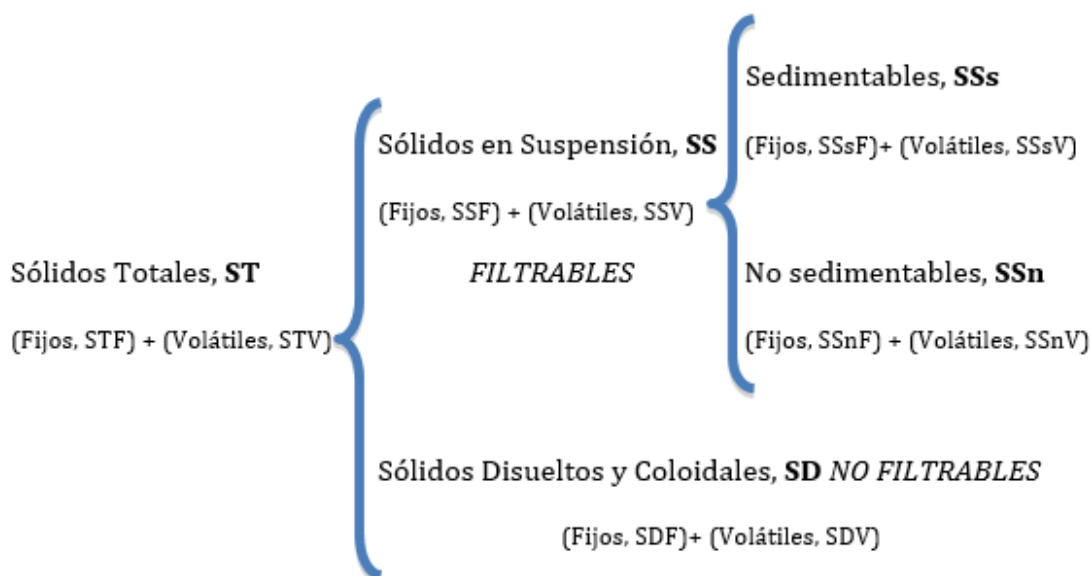 Sedimentables, SSs
(Fijos, SSsF)+ (Volátiles, SSsV)
Sólidos en Suspensión, SS
(Fijos, SSF) + (Volátiles, SSV)
FILTRABLES
Sólidos Totales, ST
(Fijos, STF) + (Volátiles, STV)
No sedimentables, SSn
(Fijos, SSnF) + (Volátiles, SSnV)
Sólidos Disueltos y Coloidales, SD NO FILTRABLES
(Fijos, SDF)+ (Volátiles, SDV)